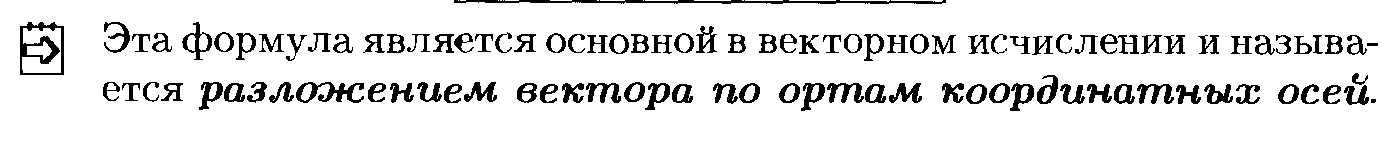 Эта формула является основной в векторном исчислении и называ-
ется разложением вектора по ортам координатных осей.